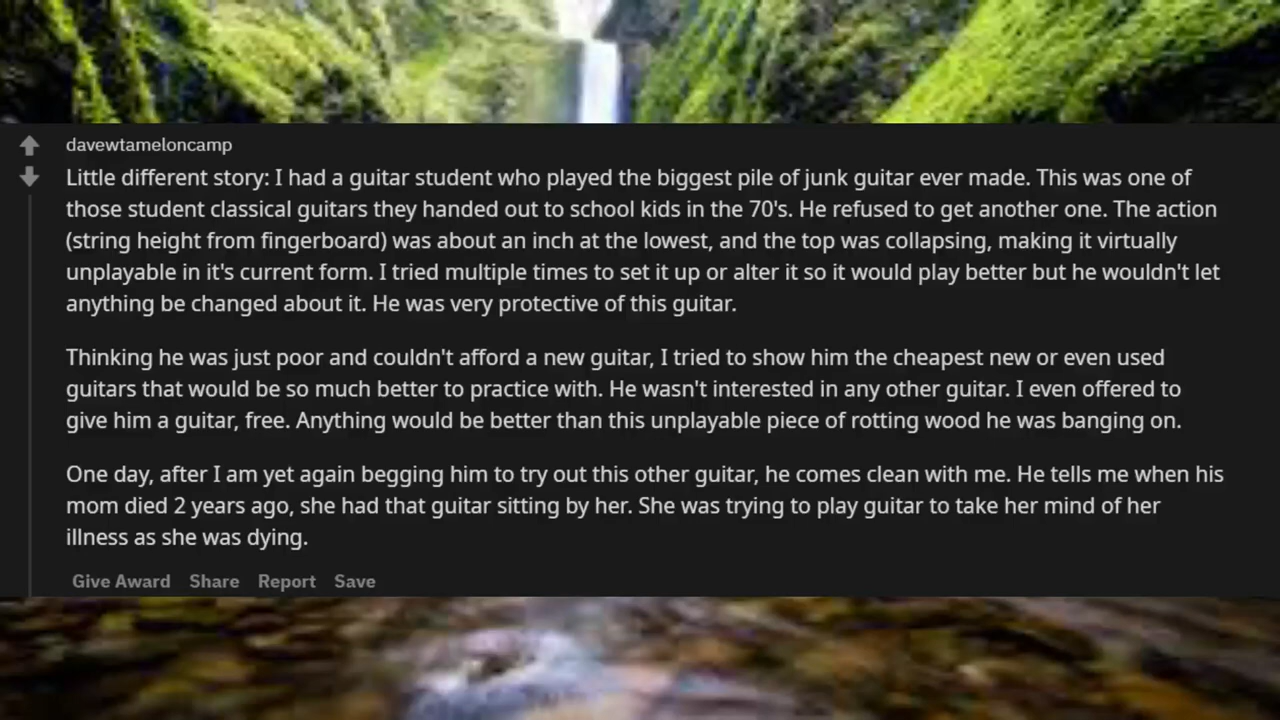 davewtameloncamp
Little different story: I had a guitar student who played the biggest pile of junk guitar ever made. This was one of
those student classical guitars they handed out to school kids in the 70's. He refused to get another one. The action
(string height from fingerboard) was about an inch at the lowest, and the top was collapsing, making it virtually
unplayable in it's current form. I tried multiple times to set it up or alter it so it would play better but he wouldn't let
anything be changed about it. He was very protective of this guitar.
Thinking he was just poor and couldn't afford a new guitar, I tried to show him the cheapest new or even used
guitars that would be so much better to practice with. He wasn't interested in any other guitar. I even offered to
give him a guitar, free. Anything would be better than this unplayable piece of rotting wood he was banging on.
One day, after I am yet again begging him to try out this other guitar, he comes clean with me. He tells me when his
mom died 2 years ago, she had that guitar sitting by her. She was trying to play guitar to take her mind of her
illness as she was dying.
Give Award Share Report Save